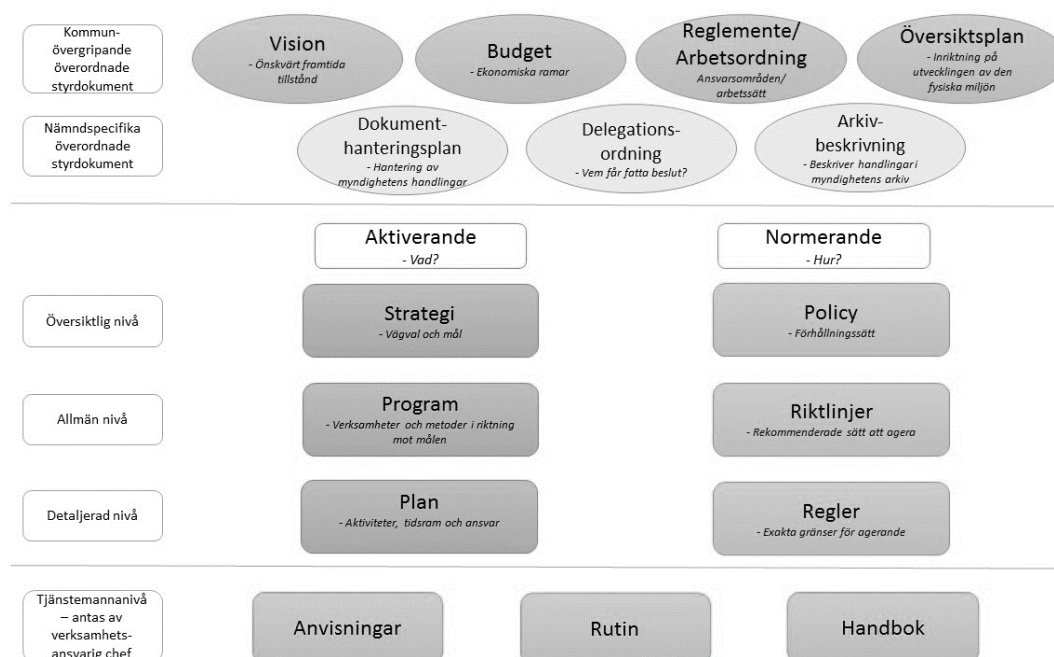 Kommun-
övergripande
överordnade
styrdokument
Vision
- Önskvärt framtida
tillstånd
Budget
- Ekonomiska ramar
Reglemente/
Arbetsordning
Ansvarsområden/
arbetssätt
Översiktsplan
- Inriktning på
utvecklingen av den
fysiska miljön
Nämndspecifika
överordnade
styrdokument
Dokument-
hanteringsplan
- Hantering av
myndighetens handlingar
Delegations-
ordning
- Vem får fatta beslut?
Arkiv-
beskrivning
- Beskriver handlingar i
myndighetens arkiv
Aktiverande
- Vad?
Normerande
- Hur?
Översiktlig nivå
Strategi
- Vägval och mål
Policy
- Förhållningssätt
Allmän nivå
Program
- Verksamheter och metoder i riktning
mot målen
Riktlinjer
- Rekommenderade sätt att agera
Detaljerad nivå
Plan
- Aktiviteter, tidsram och ansvar
Regler
- Exakta gränser för agerande
Tjänstemannanivå
– antas av
verksamhets-
ansvarig chef
Anvisningar
Rutin
Handbok